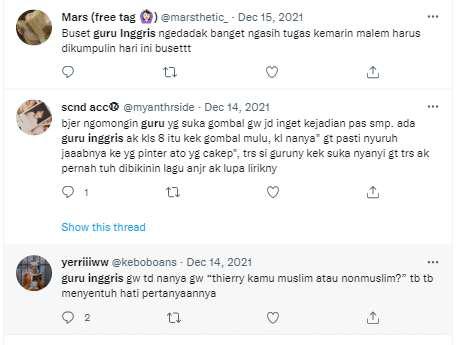 Mars (free tag 🙆🏻‍♀️) @marsthetic_ · Dec 15, 2021
Buset guru Inggris ngedadak banget ngasih tugas kemarin malem harus
dikumpulin hari ini busettt
scnd acc @myanthrside · Dec 14, 2021
bjer ngomongin guru yg suka gombal gw jd inget kejadian pas smp. ada
guru inggris ak kls 8 itu kek gombal mulu, kl nanya" gt pasti nyuruh
jaaabnya ke yg pinter ato yg cakep", trs si guruny kek suka nyanyi gt trs ak
pernah tuh dibikinin lagu anjr ak lupa lirikny
1
Show this thread
yerriiiww @keboboans · Dec 14, 2021
guru inggris gw td nanya gw "thierry kamu muslim atau nonmuslim?" tb tb
menyentuh hati pertanyaannya
2